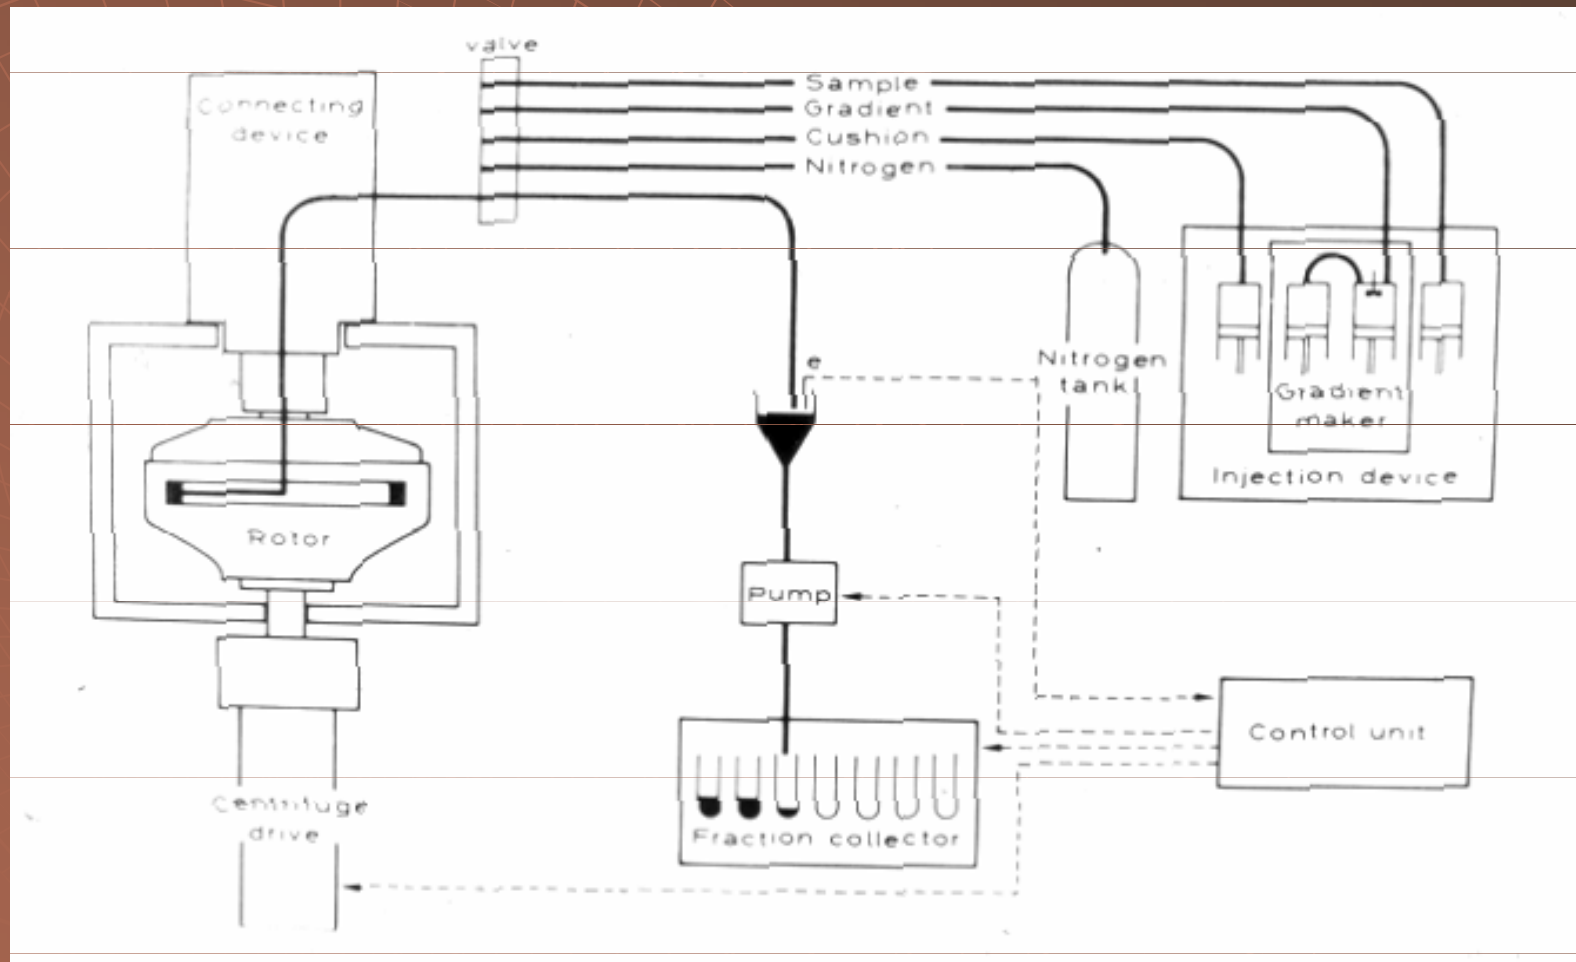 valve
Connecting
device
Sample
Gradient
Cushion
Nitrogen
e
Nitrogen
tank
Gradient
maker
Injection device
Rotor
Pump
Control unit
Centrifuge
drive
Fraction collector